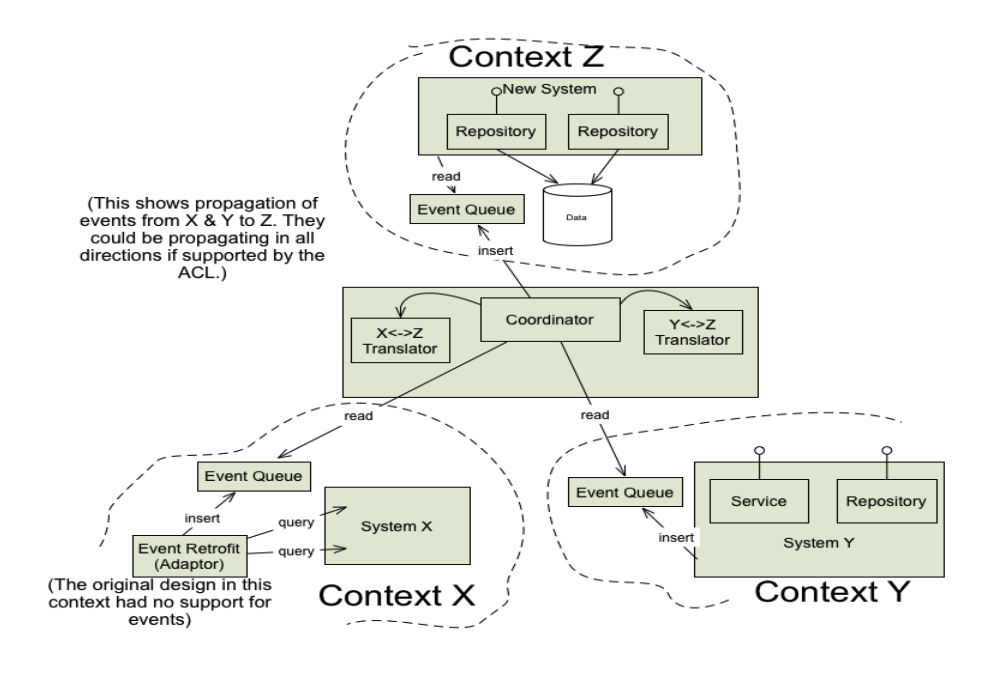 Context Z
New System
Repository
Repository
read
Event Queue
Data
insert
(This shows propagation of
events from X & Y to Z. They
could be propagating in all
directions if supported by the
ACL.)
Coordinator
X<->Z
Translator
Y<->Z
Translator
read
read
Event Queue
insert
query
query
System X
Event Retrofit
(Adaptor)
(The original design in this
context had no support for
events)
Context X
Event Queue
insert
Service
Repository
System Y
Context Y